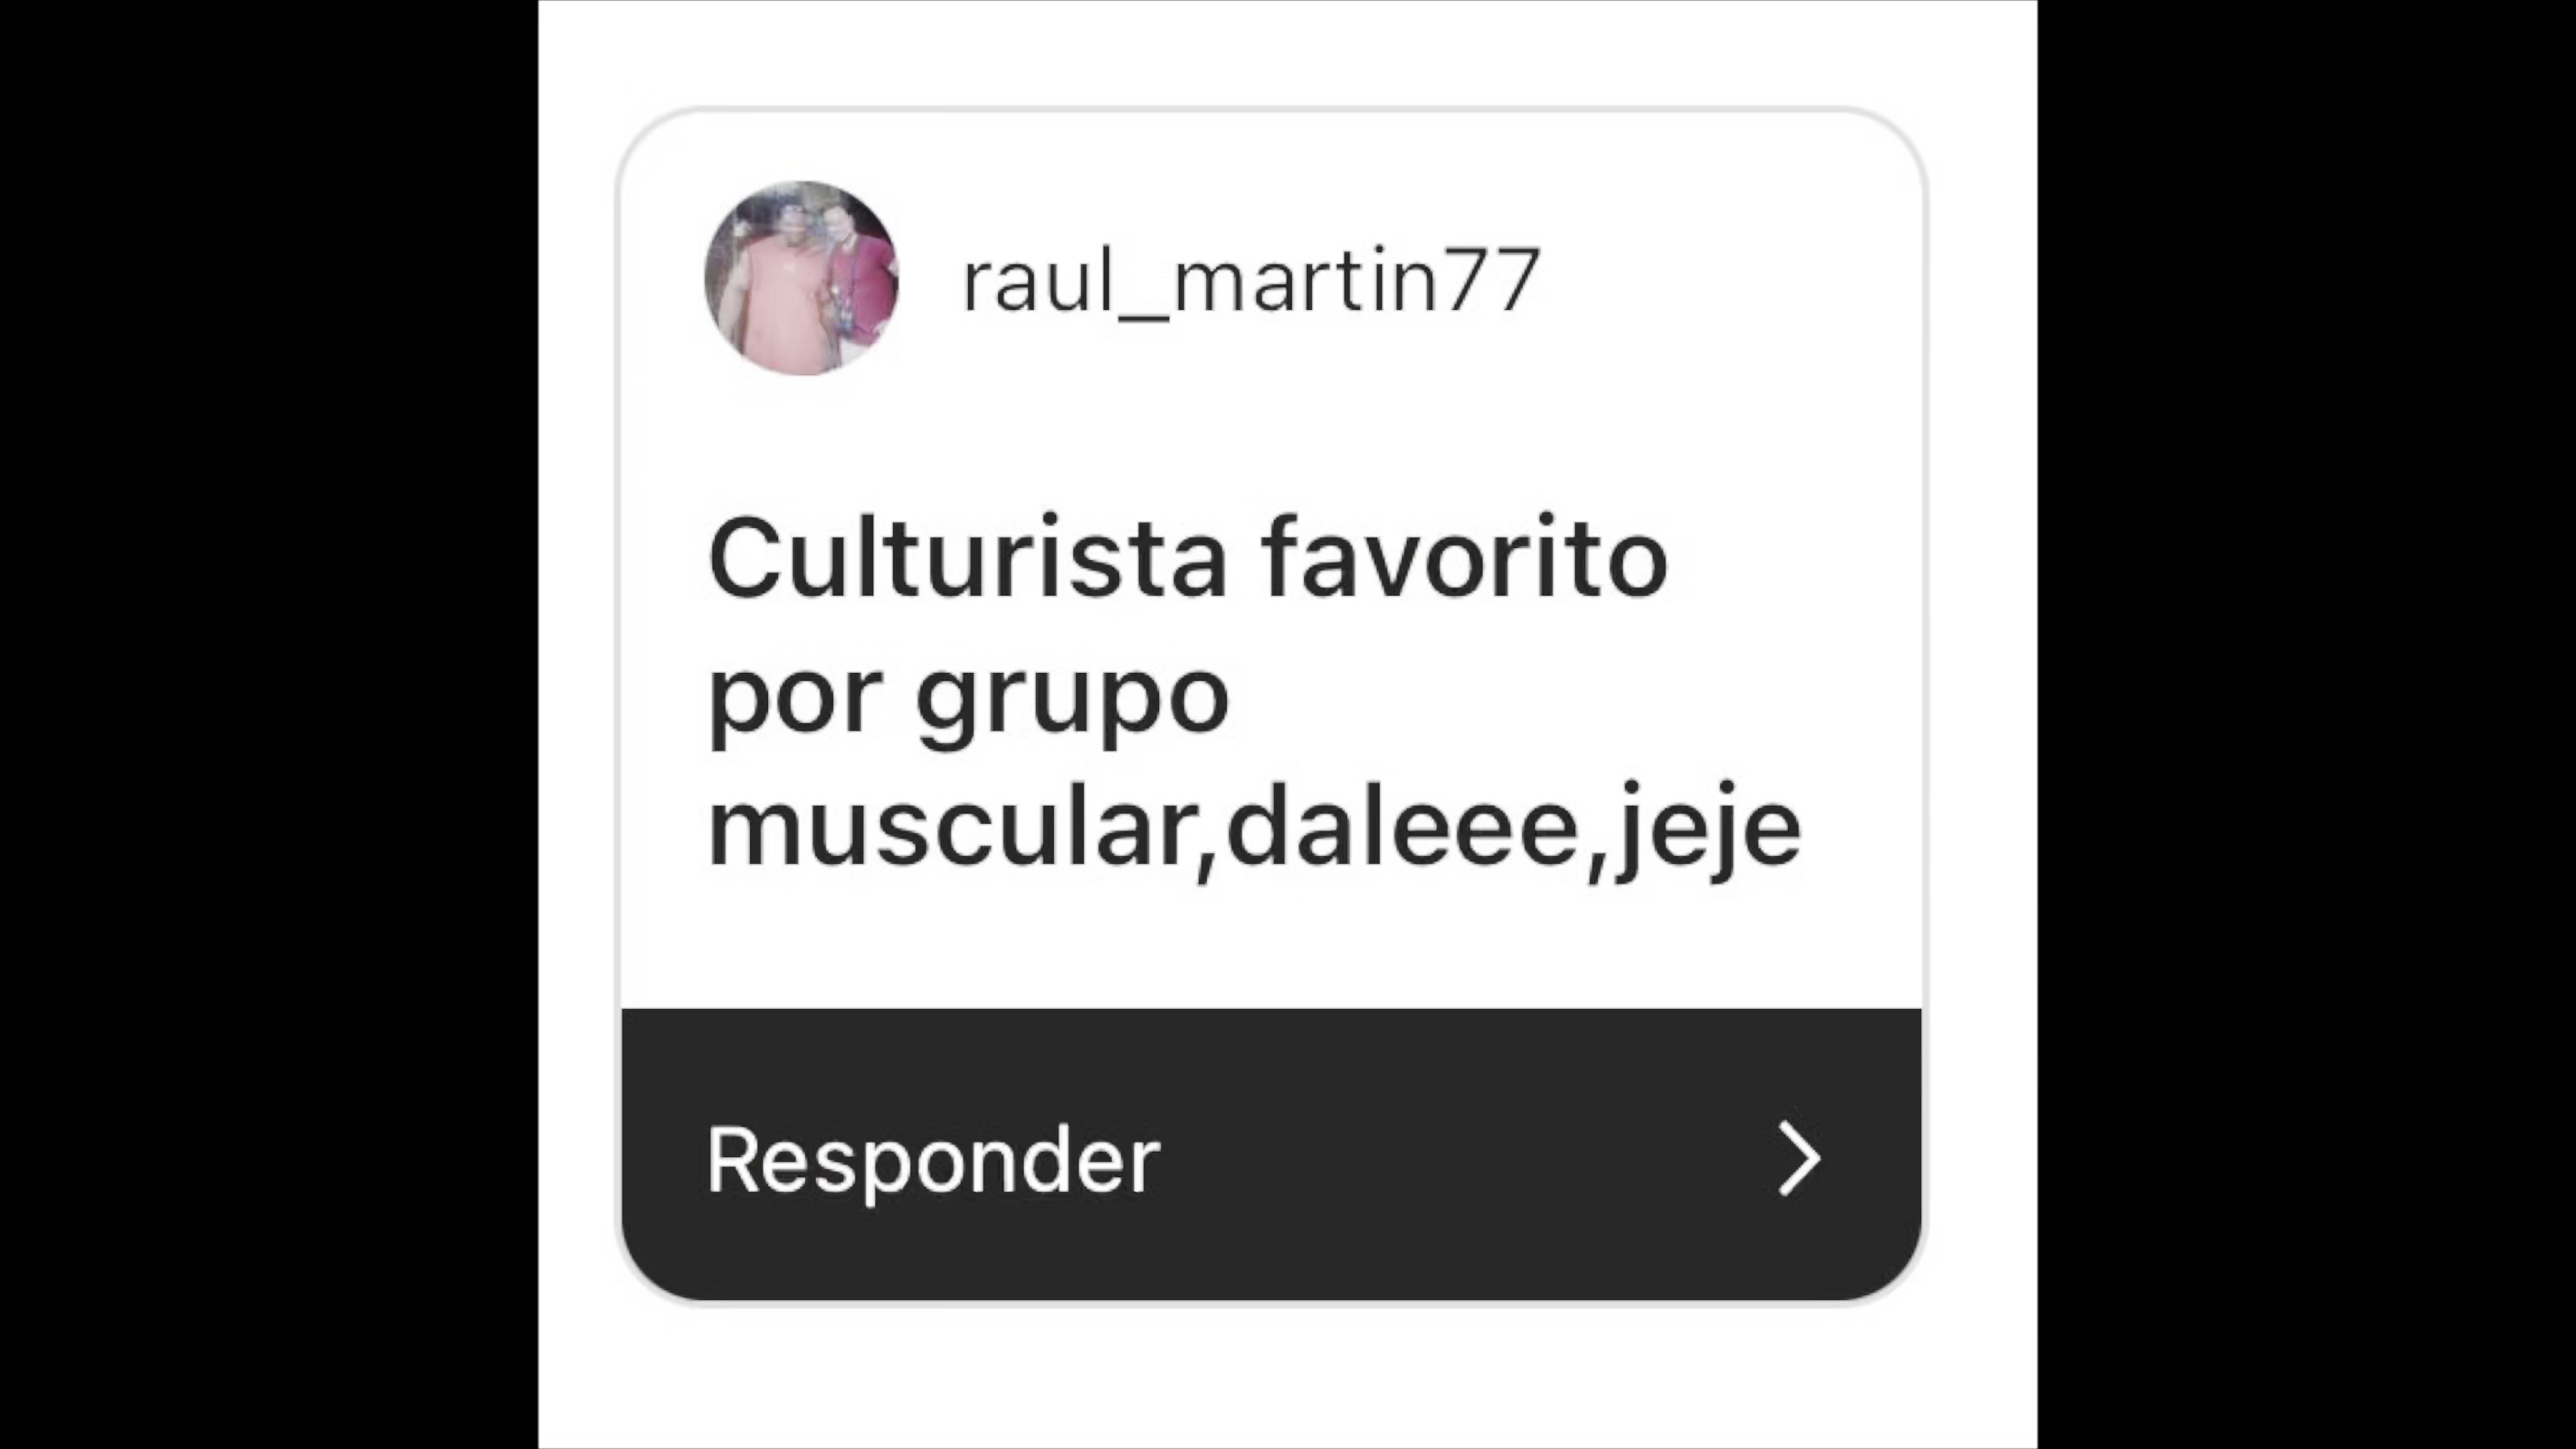 raul_martin77
Culturista favorito
por grupo
muscular,daleee,jeje
Responder